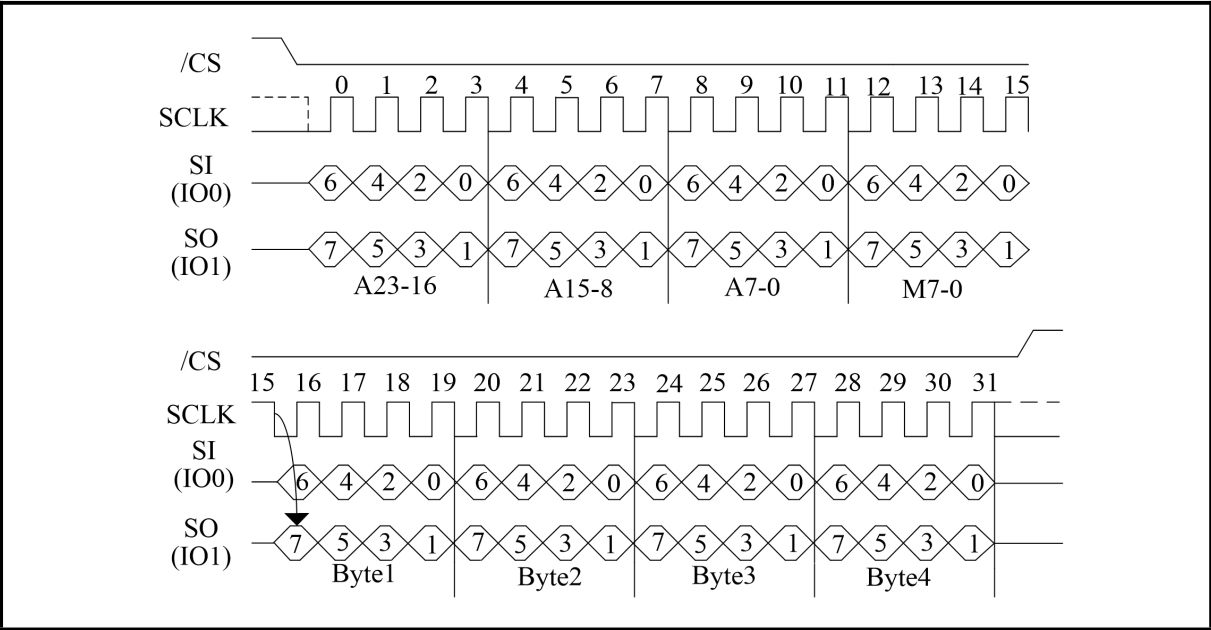 /CS
0 1 2 3 4 5 6 7 8 9 10 11 12 13 14 15
SCLK
SI
(IO0)
6 4 2 0 6 4 2 0 6 4 2 0 6 4 2 0
SO
(IO1)
7 5 3 1 7 5 3 1 7 5 3 1 7 5 3 1
A23-16 A15-8 A7-0 M7-0
/CS
15 16 17 18 19 20 21 22 23 24 25 26 27 28 29 30 31
SCLK
SI
(IO0)
6 4 2 0 6 4 2 0 6 4 2 0 6 4 2 0
SO
(IO1)
7 5 3 1 7 5 3 1 7 5 3 1 7 5 3 1
Byte1 Byte2 Byte3 Byte4